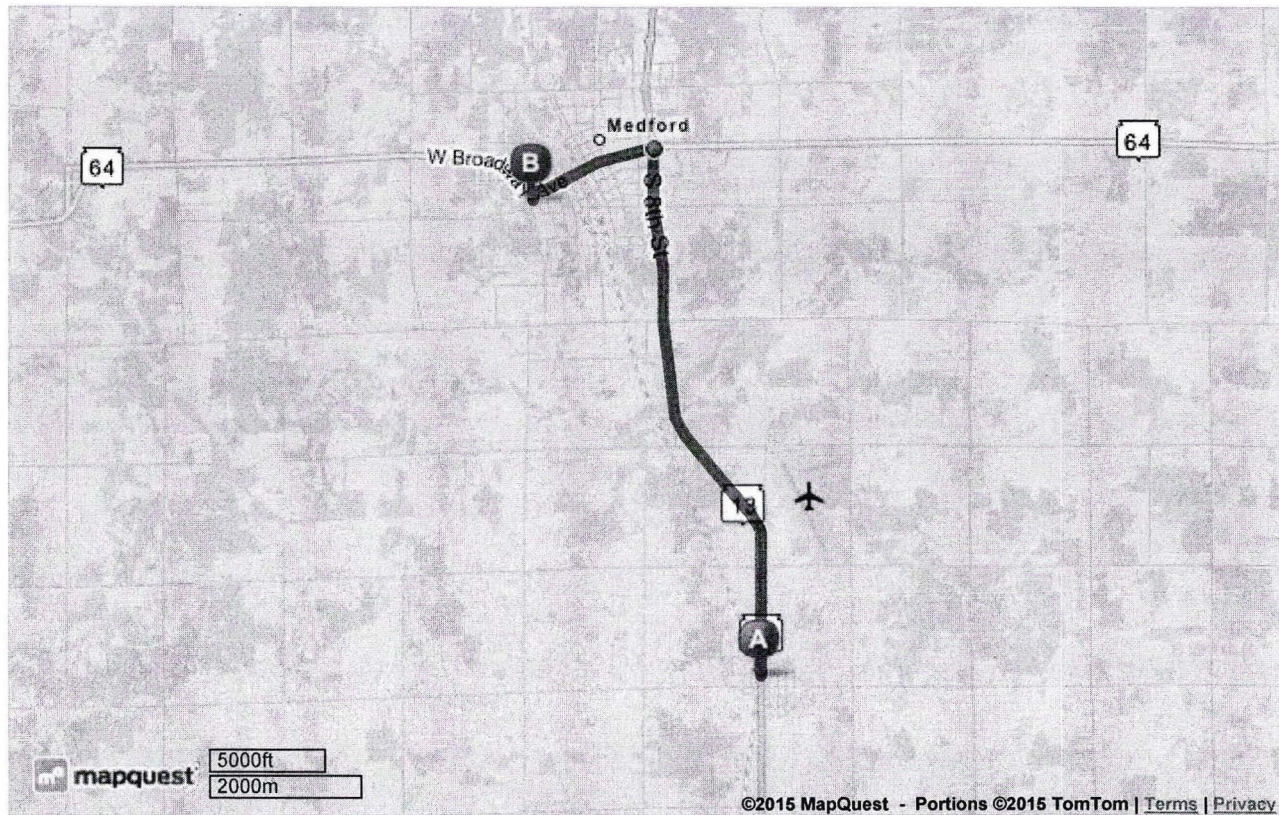 Medford
64
64
W Broadway Ave
B
S 8th St
13
A
mapquest
5000ft
2000m
©2015 MapQuest - Portions ©2015 TomTom | Terms | Privacy